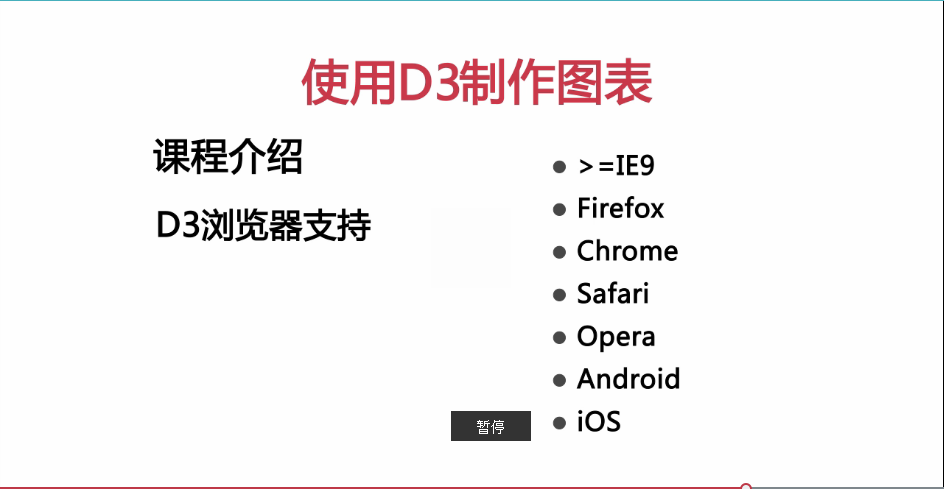 使用D3制作图表
课程介绍
D3浏览器支持
>=IE9
Firefox
Chrome
Safari
Opera
Android
iOS
暂停